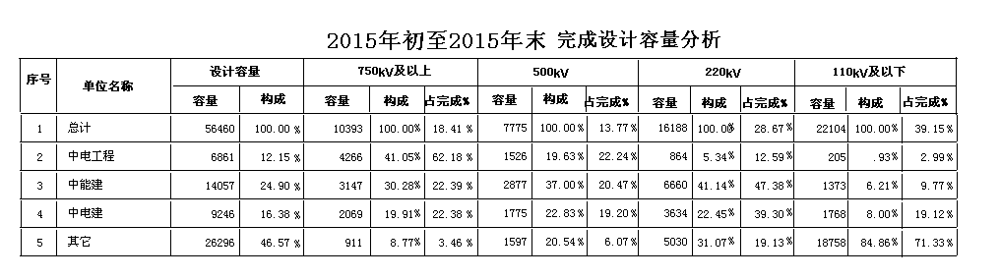 2015年初至2015年末 完成设计容量分析
序号 单位名称 设计容量 750kV及以上 500kV 220kV 110kV及以下
容量 构成 容量 构成 占完成% 容量 构成 占完成% 容量 构成 占完成% 容量 构成 占完成%
1 总计 56460 100.00 % 10393 100.00% 18.41 % 7775 100.00 % 13.77% 16188 100.00% 28.67% 22104 100.00% 39.15%
2 中电工程 6861 12.15 % 4266 41.05% 62.18 % 1526 19.63 % 22.24% 864 5.34% 12.59% 205 .93% 2.99%
3 中能建 14057 24.90 % 3147 30.28% 22.39 % 2877 37.00 % 20.47% 6660 41.14% 47.38% 1373 6.21% 9.77%
4 中电建 9246 16.38 % 2069 19.91% 22.38 % 1775 22.83 % 19.20% 3634 22.45% 39.30% 1768 8.00% 19.12%
5 其它 26296 46.57 % 911 8.77% 3.46 % 1597 20.54 % 6.07% 5030 31.07% 19.13% 18758 84.86% 71.33%